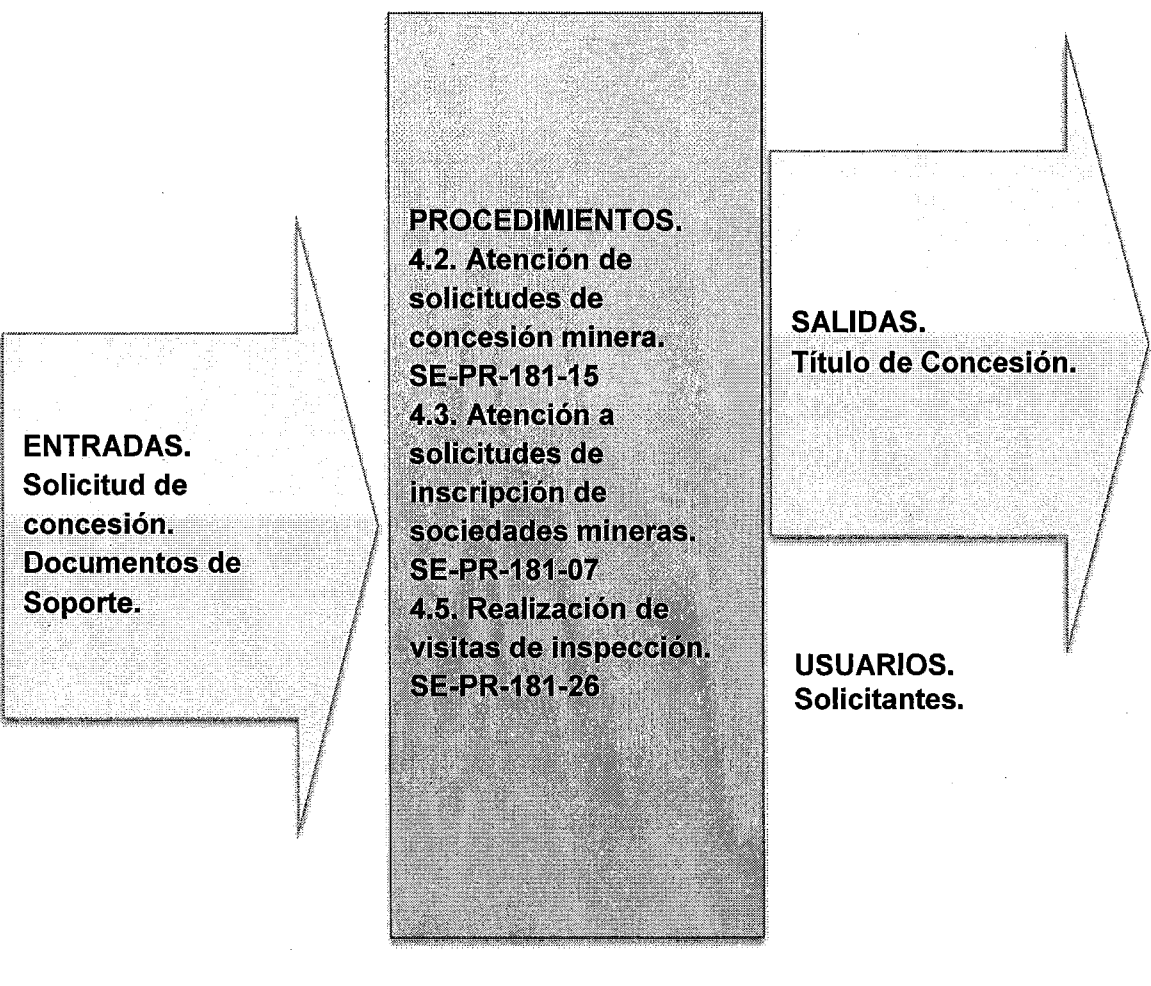 ENTRADAS.
Solicitud de
concesión.
Documentos de
Soporte.
PROCEDIMIENTOS.
4.2. Atención de
solicitudes de
concesión minera.
SE-PR-181-15
4.3. Atención a
solicitudes de
inscripción de
sociedades mineras.
SE-PR-181-07
4.5. Realización de
visitas de inspección.
SE-PR-181-26
SALIDAS.
Título de Concesión.
USUARIOS.
Solicitantes.